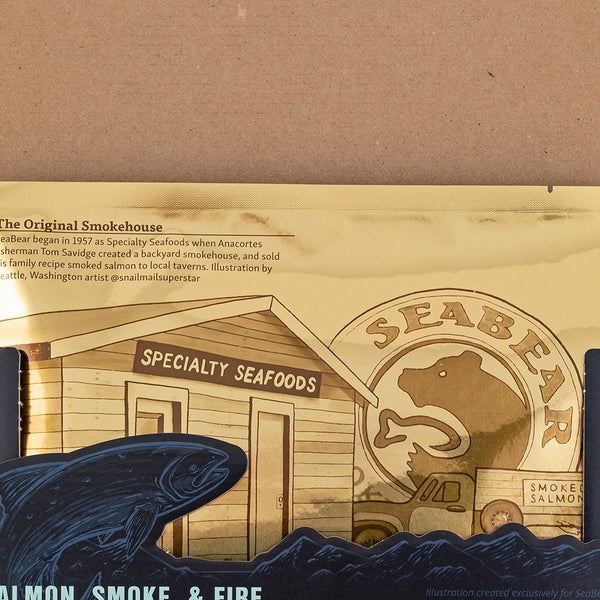 The Original Smokehouse
eaBear began in 1957 as Specialty Seafoods when Anacortes
sherman Tom Savidge created a backyard smokehouse, and sold
is family recipe smoked salmon to local taverns. Illustration by
eattle, Washington artist @snailmailsuperstar
SEABEAR
SPECIALTY SEAFOODS
SMOKED
SALMON
ALMON, SMOKE, & FIRE
Illustration created exclusively for SeaBe